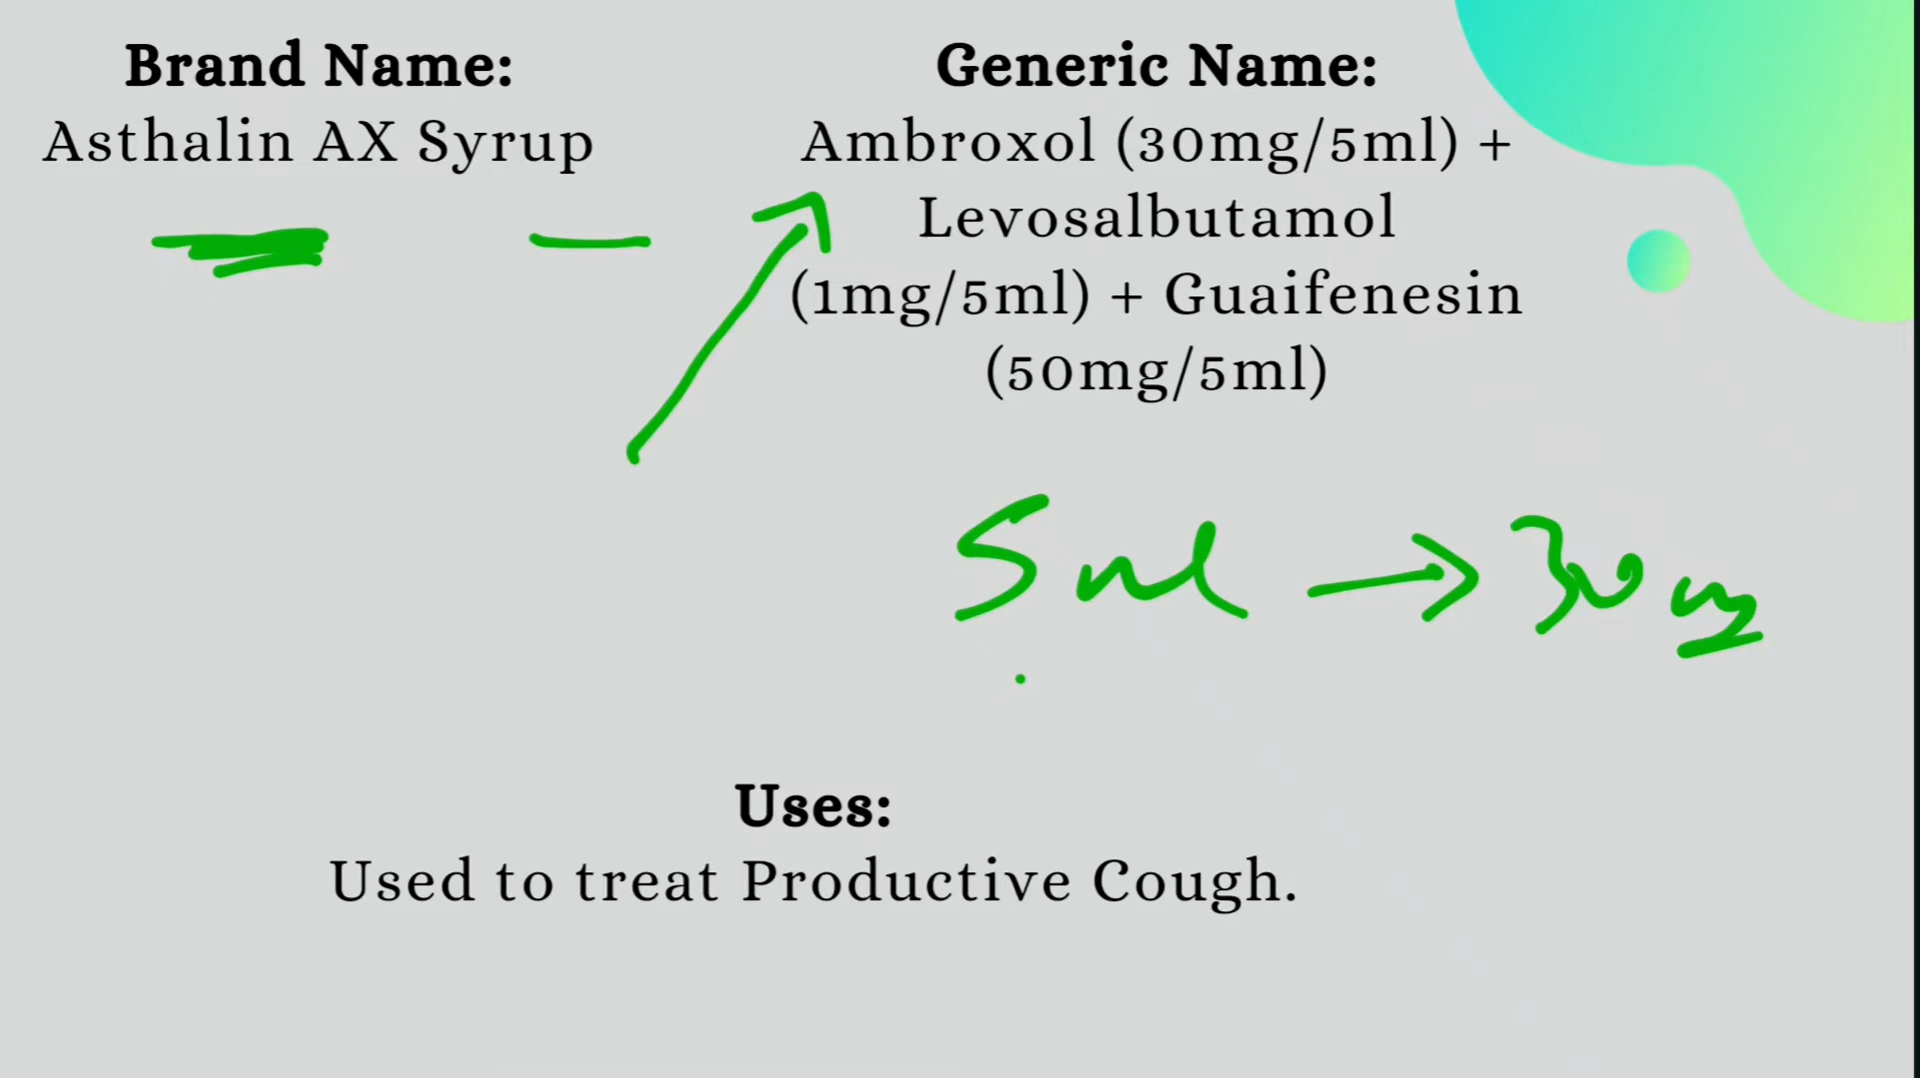 Brand Name:
Asthalin AX Syrup
Generic Name:
Ambroxol (30mg/5ml) +
Levosalbutamol
(1mg/5ml) + Guaifenesin
(50mg/5ml)
5ml → 30mg
Uses:
Used to treat Productive Cough.